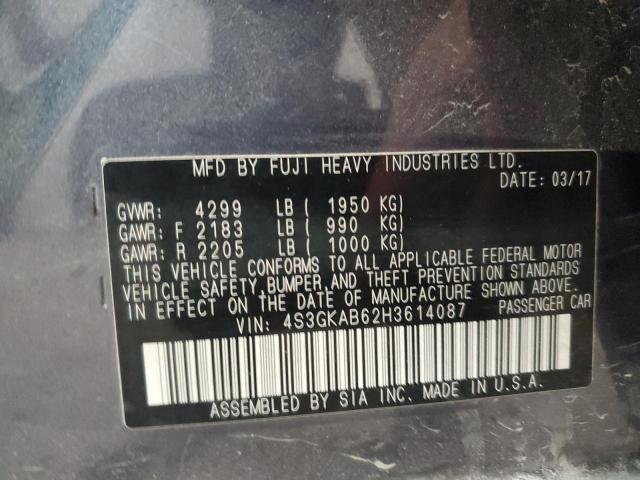 MFD BY FUJI HEAVY INDUSTRIES LTD.
DATE: 03/17
GVWR: 4299 LB ( 1950 KG)
GAWR: F 2183 LB ( 990 KG)
GAWR: R 2205 LB ( 1000 KG)
THIS VEHICLE CONFORMS TO ALL APPLICABLE FEDERAL MOTOR
VEHICLE SAFETY,BUMPER,AND THEFT PREVENTION STANDARDS
IN EFFECT ON THE DATE OF MANUFACTURE SHOWN ABOVE.
VIN: 4S3GKAB62H3614087 PASSENGER CAR
ASSEMBLED BY SIA INC. MADE IN U.S.A.